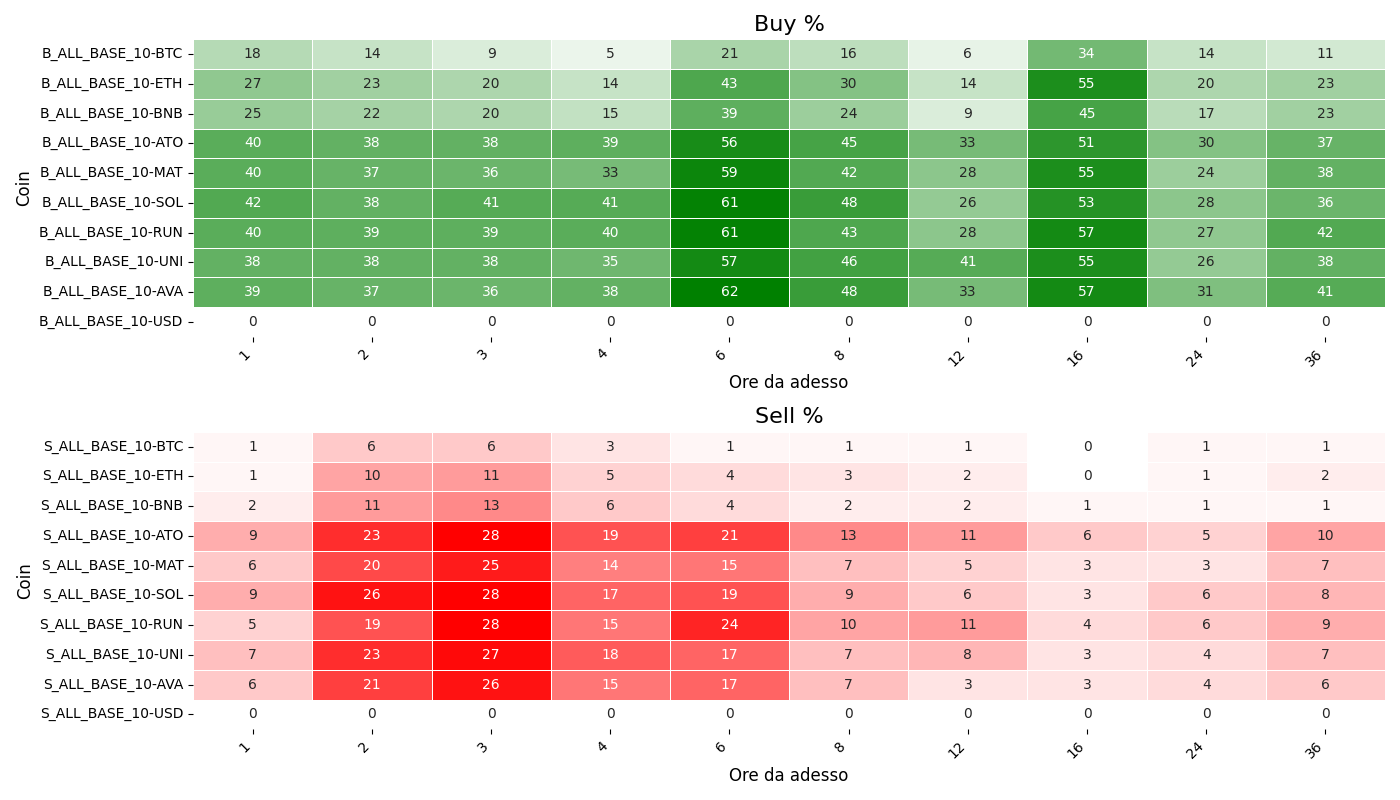 Buy %
B_ALL_BASE_10-BTC 18 14 9 5 21 16 6 34 14 11
B_ALL_BASE_10-ETH 27 23 20 14 43 30 14 55 20 23
B_ALL_BASE_10-BNB 25 22 20 15 39 24 9 45 17 23
B_ALL_BASE_10-ATO 40 38 38 39 56 45 33 51 30 37
B_ALL_BASE_10-MAT 40 37 36 33 59 42 28 55 24 38
B_ALL_BASE_10-SOL 42 38 41 41 61 48 26 53 28 36
B_ALL_BASE_10-RUN 40 39 39 40 61 43 28 57 27 42
B_ALL_BASE_10-UNI 38 38 38 35 57 46 41 55 26 38
B_ALL_BASE_10-AVA 39 37 36 38 62 48 33 57 31 41
B_ALL_BASE_10-USD 0 0 0 0 0 0 0 0 0 0
Coin
1 2 3 4 6 8 12 16 24 36
Ore da adesso
Sell %
S_ALL_BASE_10-BTC 1 6 6 3 1 1 1 0 1 1
S_ALL_BASE_10-ETH 1 10 11 5 4 3 2 0 1 2
S_ALL_BASE_10-BNB 2 11 13 6 4 2 2 1 1 1
S_ALL_BASE_10-ATO 9 23 28 19 21 13 11 6 5 10
S_ALL_BASE_10-MAT 6 20 25 14 15 7 5 3 3 7
S_ALL_BASE_10-SOL 9 26 28 17 19 9 6 3 6 8
S_ALL_BASE_10-RUN 5 19 28 15 24 10 11 4 6 9
S_ALL_BASE_10-UNI 7 23 27 18 17 7 8 3 4 7
S_ALL_BASE_10-AVA 6 21 26 15 17 7 3 3 4 6
S_ALL_BASE_10-USD 0 0 0 0 0 0 0 0 0 0
Coin
1 2 3 4 6 8 12 16 24 36
Ore da adesso